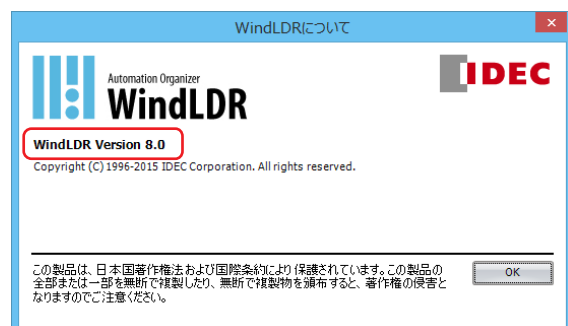 WindLDRについて
Automation Organizer
WindLDR
IDEC
WindLDR Version 8.0
Copyright (C) 1996-2015 IDEC Corporation. All rights reserved.
この製品は、日本国著作権法および国際条約により保護されています。この製品の
全部または一部を無断で複製したり、無断で複製物を頒布すると、著作権の侵害と
なりますのでご注意ください。
OK